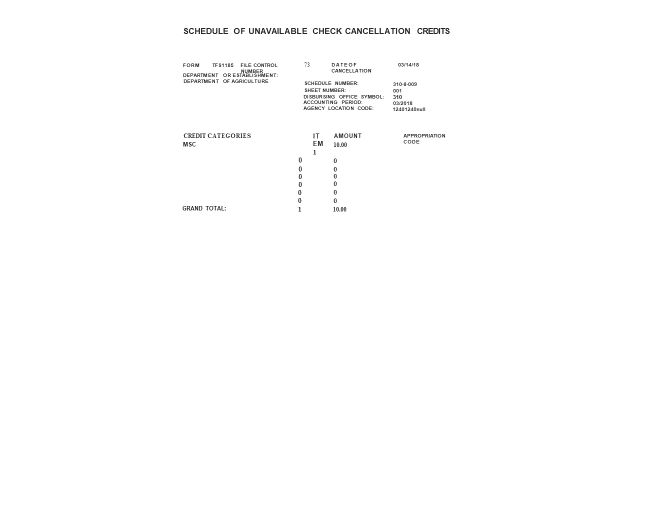 SCHEDULE OF UNAVAILABLE CHECK CANCELLATION CREDITS
FORM TFS1185 FILE CONTROL NUMBER 73 DATE OF CANCELLATION 03/14/18
DEPARTMENT OR ESTABLISHMENT:
DEPARTMENT OF AGRICULTURE
SCHEDULE NUMBER: 310-8-009
SHEET NUMBER: 001
DISBURSING OFFICE SYMBOL: 310
ACCOUNTING PERIOD: 03/2018
AGENCY LOCATION CODE: 12401240null
CREDIT CATEGORIES IT EM AMOUNT APPROPRIATION CODE
MSC 1 10.00
0 0
0 0
0 0
0 0
0 0
0 0
GRAND TOTAL: 1 10.00